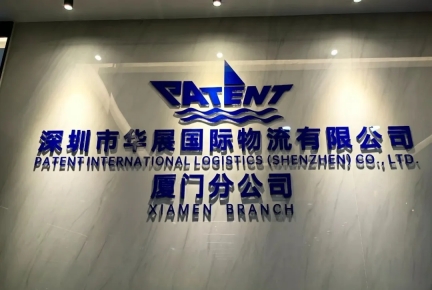 PATENT
深圳市华展国际物流有限公司
PATENT INTERNATIONAL LOGISTICS (SHENZHEN) CO., LTD.
厦门分公司
XIAMEN BRANCH